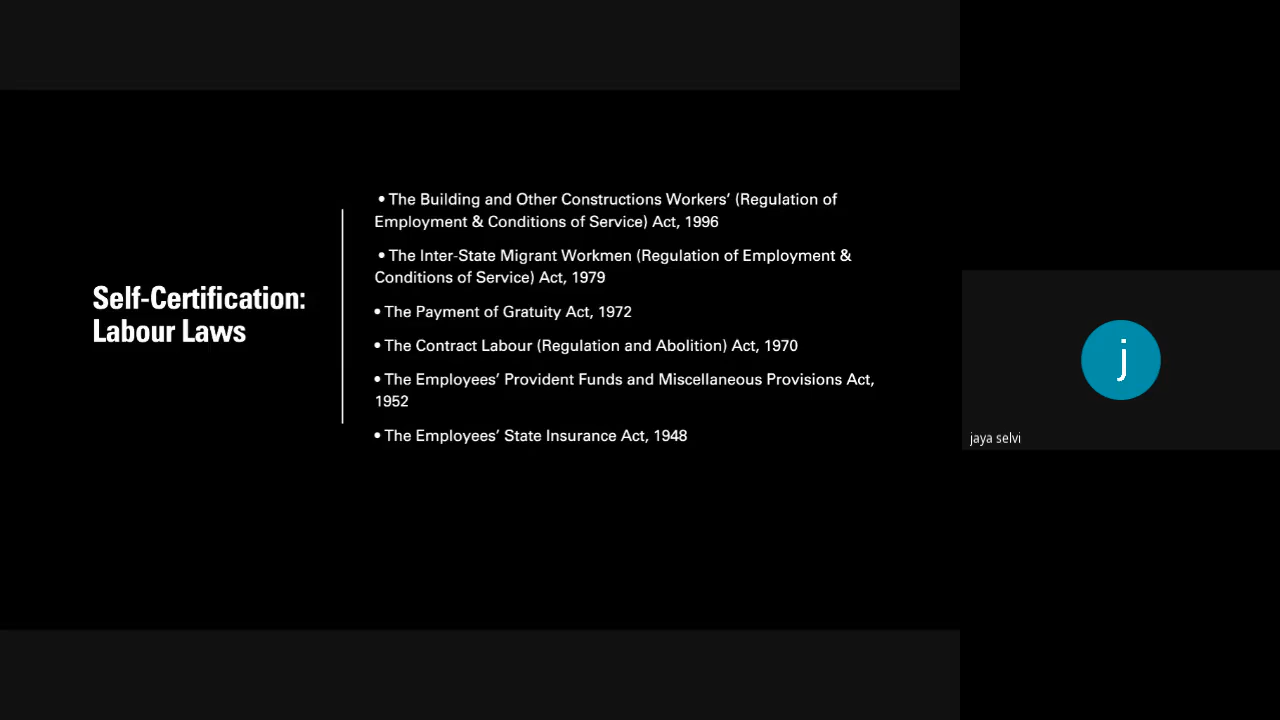 Self-Certification:
Labour Laws
• The Building and Other Constructions Workers’ (Regulation of
Employment & Conditions of Service) Act, 1996
• The Inter-State Migrant Workmen (Regulation of Employment &
Conditions of Service) Act, 1979
• The Payment of Gratuity Act, 1972
• The Contract Labour (Regulation and Abolition) Act, 1970
• The Employees’ Provident Funds and Miscellaneous Provisions Act,
1952
• The Employees’ State Insurance Act, 1948
j
jaya selvi